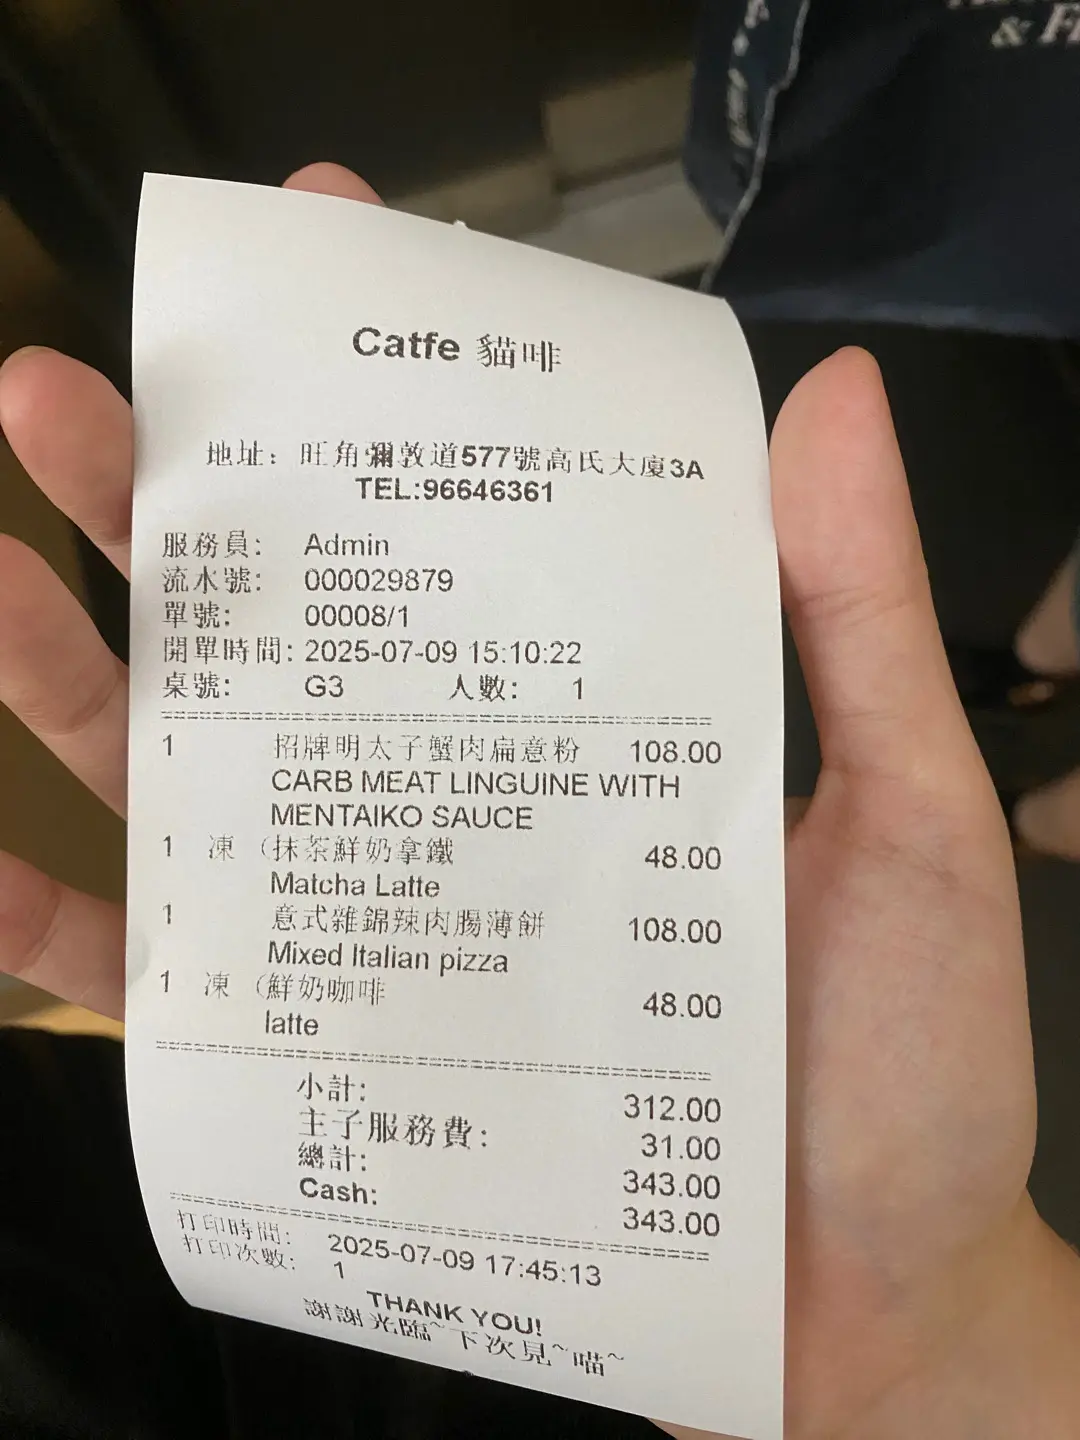 & F
Catfe 貓啡
地址：旺角彌敦道577號高氏大廈3A
TEL:96646361
服務員： Admin
流水號： 000029879
單號： 00008/1
開單時間：2025-07-09 15:10:22
桌號： G3 人數： 1
1 招牌明太子蟹肉扁意粉 108.00
CARB MEAT LINGUINE WITH
MENTAIKO SAUCE
1 凍（抹茶鮮奶拿鐵 48.00
Matcha Latte
1 意式雜錦辣肉腸薄餅 108.00
Mixed Italian pizza
1 凍（鮮奶咖啡 48.00
latte
小計： 312.00
主子服務費： 31.00
總計： 343.00
Cash: 343.00
打印時間： 2025-07-09 17:45:13
打印次數： 1
THANK YOU!
謝謝光臨~下次見~喵~